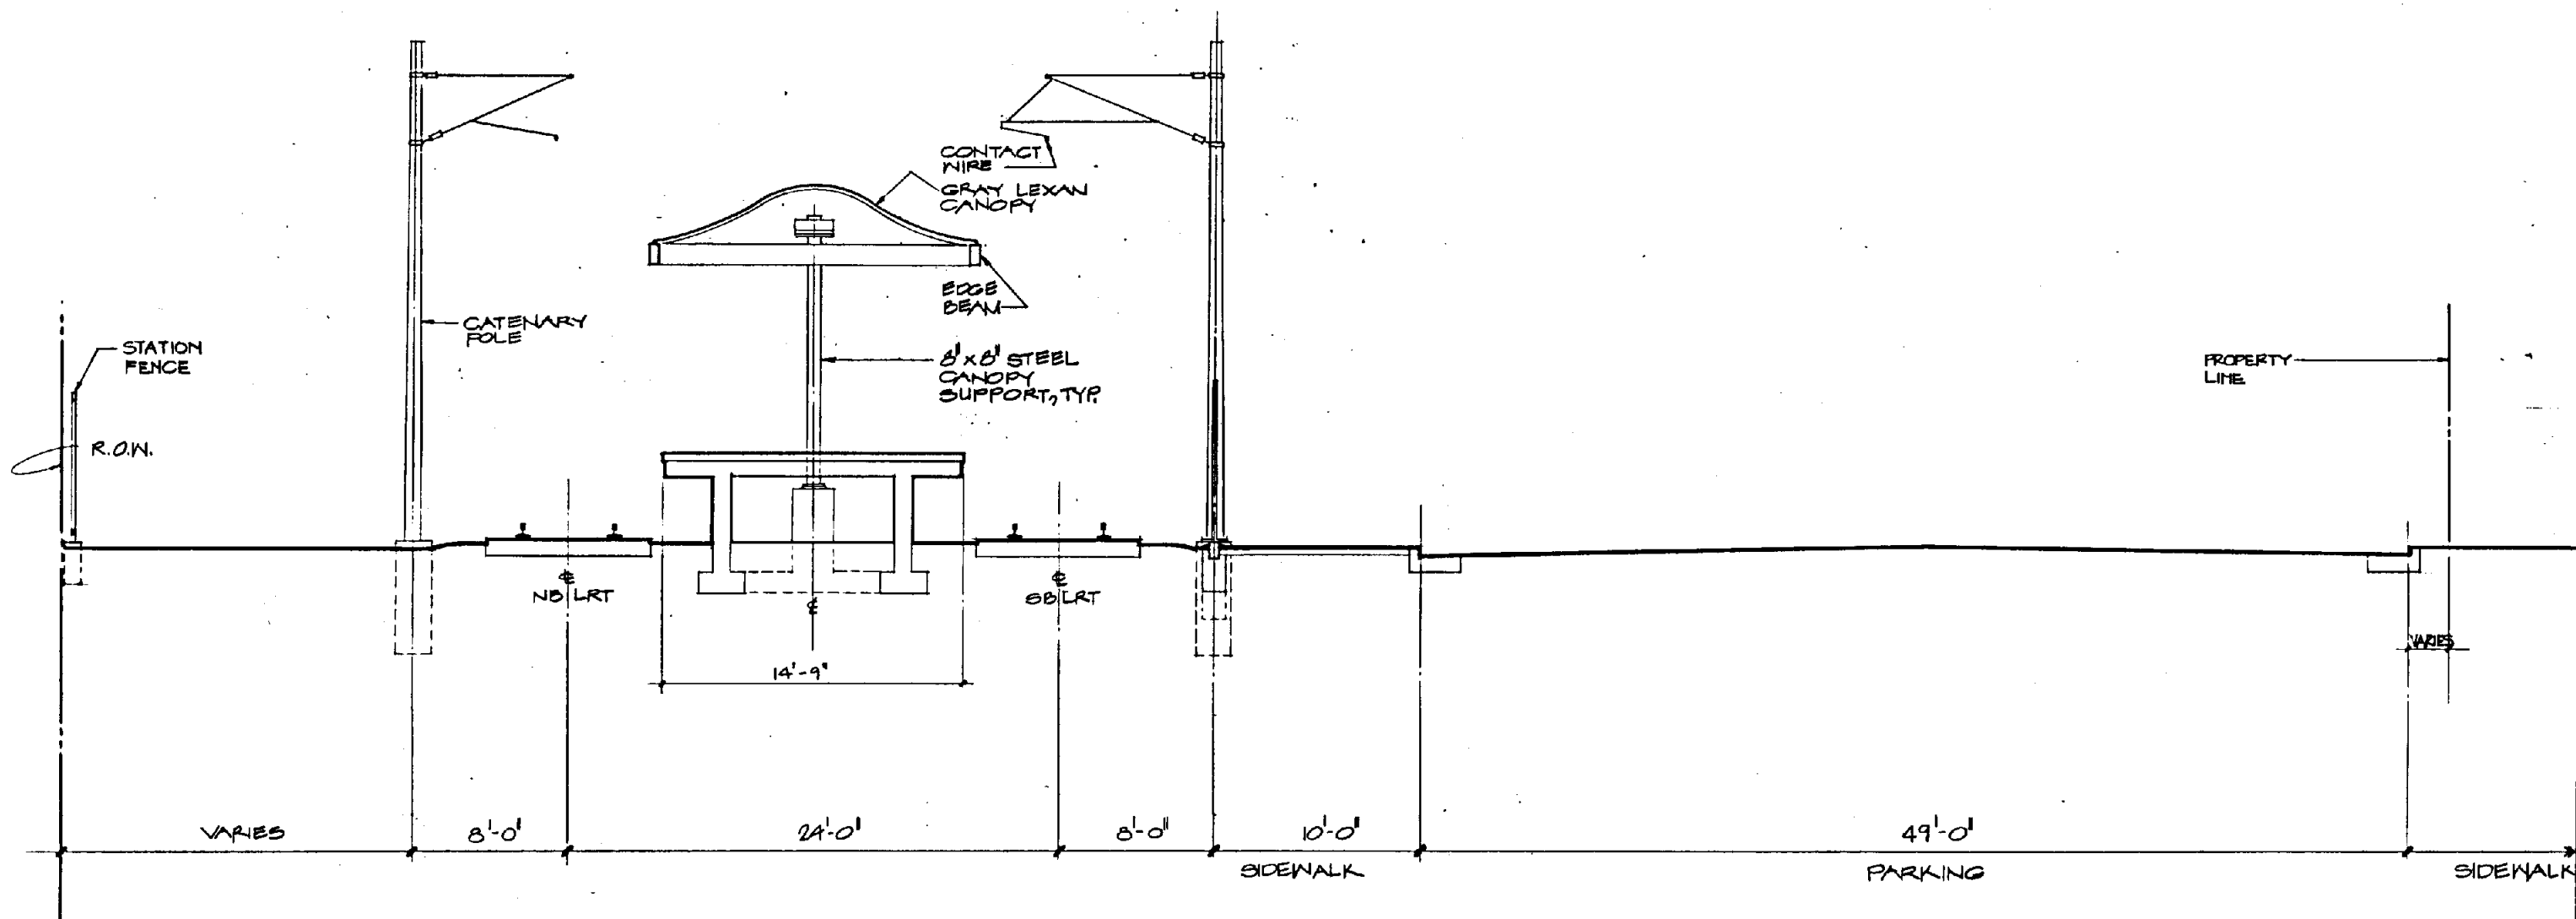 CONTACT
WIRE
GRAY LEXAN
CANOPY
EDGE
BEAM
CATENARY
POLE
STATION
FENCE
8"x8" STEEL
CANOPY
SUPPORT, TYP.
PROPERTY
LINE
R.O.W.
℄
NB LRT
℄
℄
SB LRT
VARIES
14'-9"
VARIES
8'-0"
24'-0"
8'-0"
10'-0"
49'-0"
SIDEWALK
PARKING
SIDEWALK